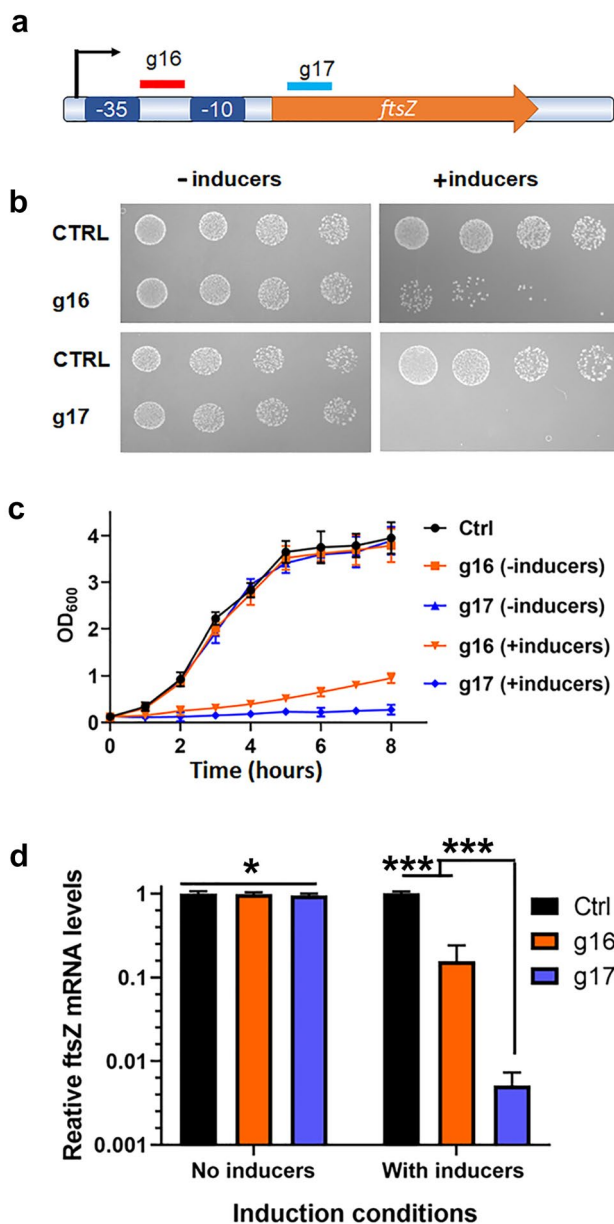 a
g16
g17
-35
-10
ftsZ
- inducers
+inducers
b
CTRL
g16
CTRL
g17
c
4
3
2
1
0
OD600
0
2
4
6
8
Time (hours)
Ctrl
g16 (-inducers)
g17 (-inducers)
g16 (+inducers)
g17 (+inducers)
d
*
***
***
1
0.1
0.01
0.001
Reative ftsZ mRNA levels
Ctrl
g16
g17
No inducers
With inducers
Induction conditions